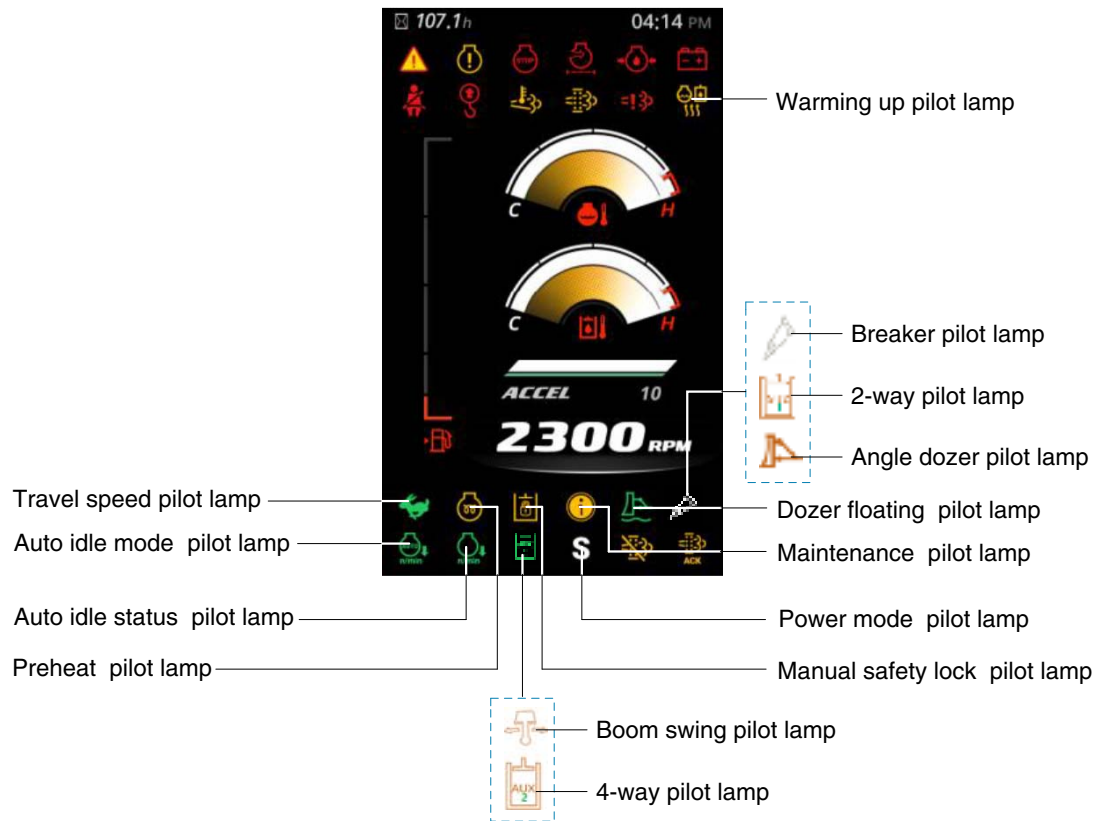 107.1h 04:14 PM
STOP
Warming up pilot lamp
C H
C H
Breaker pilot lamp
2-way pilot lamp
ACCEL 10
2300 RPM
Angle dozer pilot lamp
Travel speed pilot lamp
Dozer floating pilot lamp
Auto idle mode pilot lamp
Maintenance pilot lamp
n/min n/min S ACK
Auto idle status pilot lamp
Power mode pilot lamp
Preheat pilot lamp
Manual safety lock pilot lamp
Boom swing pilot lamp
AUX
2
4-way pilot lamp